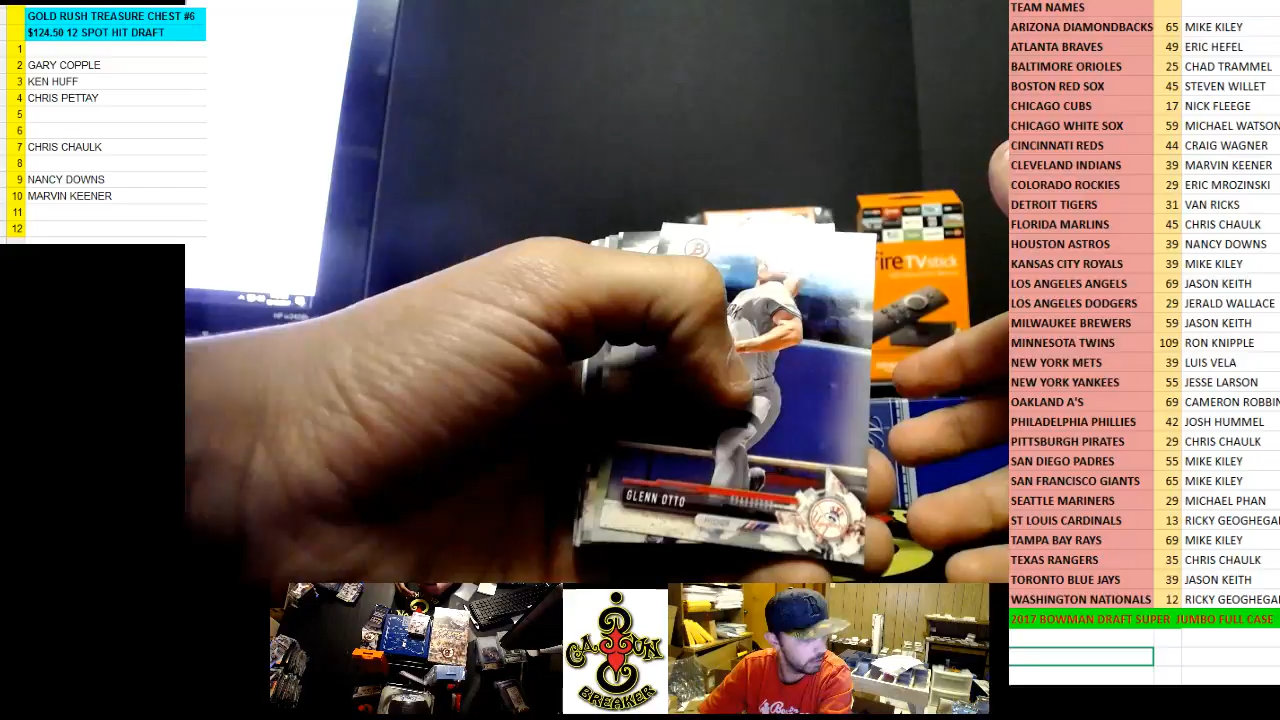 GOLD RUSH TREASURE CHEST #6
$124.50 12 SPOT HIT DRAFT
1
2 GARY COPPLE
3 KEN HUFF
4 CHRIS PETTAY
5
6
7 CHRIS CHAULK
8
9 NANCY DOWNS
10 MARVIN KEENER
11
12
fire TV stick
GLENN OTTO
PITCHER
CAJUN
BREAKER
TEAM NAMES
ARIZONA DIAMONDBACKS 65 MIKE KILEY
ATLANTA BRAVES 49 ERIC HEFEL
BALTIMORE ORIOLES 25 CHAD TRAMMEL
BOSTON RED SOX 45 STEVEN WILLET
CHICAGO CUBS 17 NICK FLEEGE
CHICAGO WHITE SOX 59 MICHAEL WATSON
CINCINNATI REDS 44 CRAIG WAGNER
CLEVELAND INDIANS 39 MARVIN KEENER
COLORADO ROCKIES 29 ERIC MROZINSKI
DETROIT TIGERS 31 VAN RICKS
FLORIDA MARLINS 45 CHRIS CHAULK
HOUSTON ASTROS 39 NANCY DOWNS
KANSAS CITY ROYALS 39 MIKE KILEY
LOS ANGELES ANGELS 69 JASON KEITH
LOS ANGELES DODGERS 29 JERALD WALLACE
MILWAUKEE BREWERS 59 JASON KEITH
MINNESOTA TWINS 109 RON KNIPPLE
NEW YORK METS 39 LUIS VELA
NEW YORK YANKEES 55 JESSE LARSON
OAKLAND A'S 69 CAMERON ROBBIN
PHILADELPHIA PHILLIES 42 JOSH HUMMEL
PITTSBURGH PIRATES 29 CHRIS CHAULK
SAN DIEGO PADRES 55 MIKE KILEY
SAN FRANCISCO GIANTS 65 MIKE KILEY
SEATTLE MARINERS 29 MICHAEL PHAN
ST LOUIS CARDINALS 13 RICKY GEOGHEGA
TAMPA BAY RAYS 69 MIKE KILEY
TEXAS RANGERS 35 CHRIS CHAULK
TORONTO BLUE JAYS 39 JASON KEITH
WASHINGTON NATIONALS 12 RICKY GEOGHEGA
2017 BOWMAN DRAFT SUPER JUMBO FULL CASE